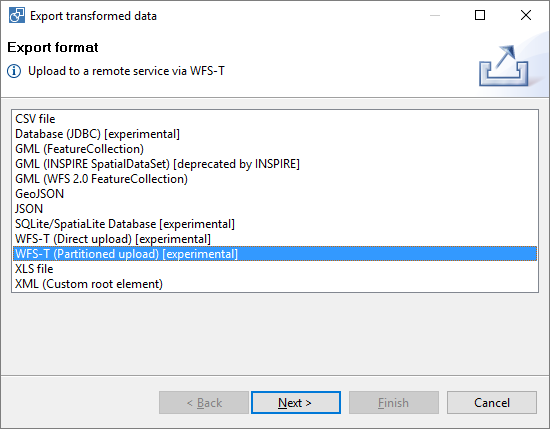 Export transformed data
Export format
Upload to a remote service via WFS-T
CSV file
Database (JDBC) [experimental]
GML (FeatureCollection)
GML (INSPIRE SpatialDataSet) [deprecated by INSPIRE]
GML (WFS 2.0 FeatureCollection)
GeoJSON
JSON
SQLite/SpatiaLite Database [experimental]
WFS-T (Direct upload) [experimental]
WFS-T (Partitioned upload) [experimental]
XLS file
XML (Custom root element)
< Back Next > Finish Cancel